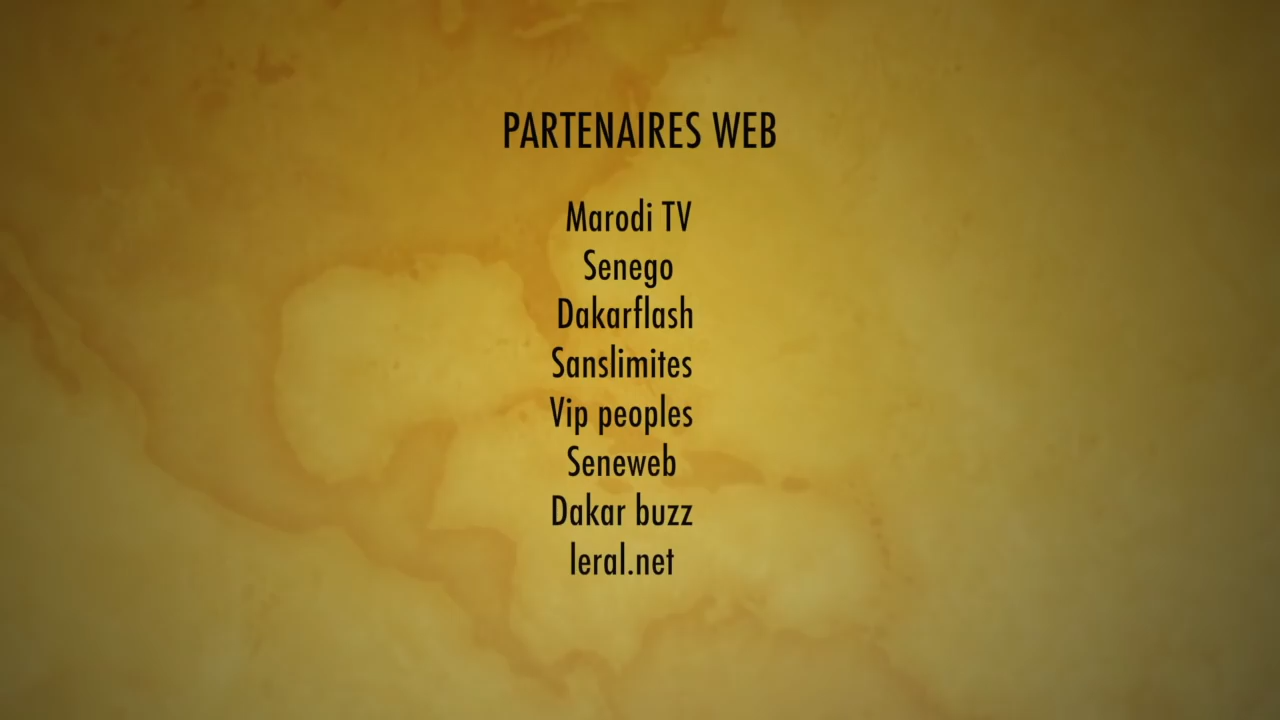 PARTENAIRES WEB
Marodi TV
Senego
Dakarflash
Sanslimites
Vip peoples
Seneweb
Dakar buzz
leral.net